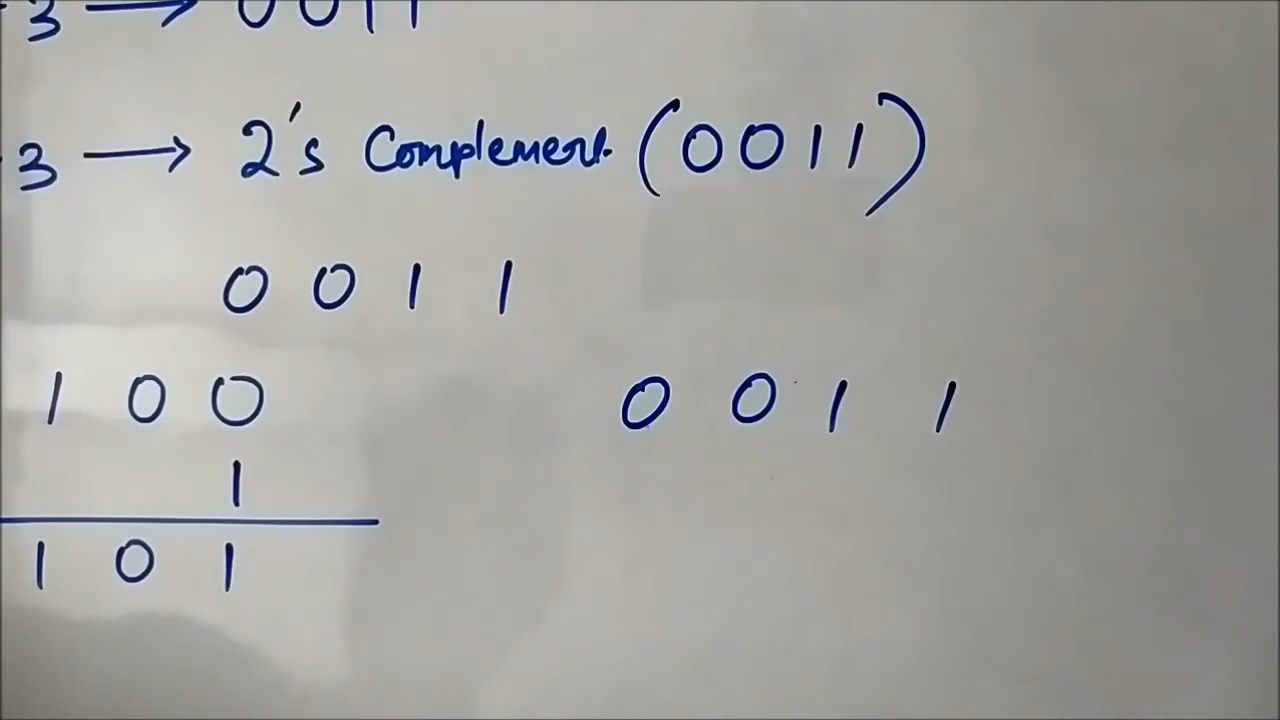 3 → 0011
3 → 2's Complement (0011)
0 0 1 1
1 0 0
0 0 1 1
1
1 0 1